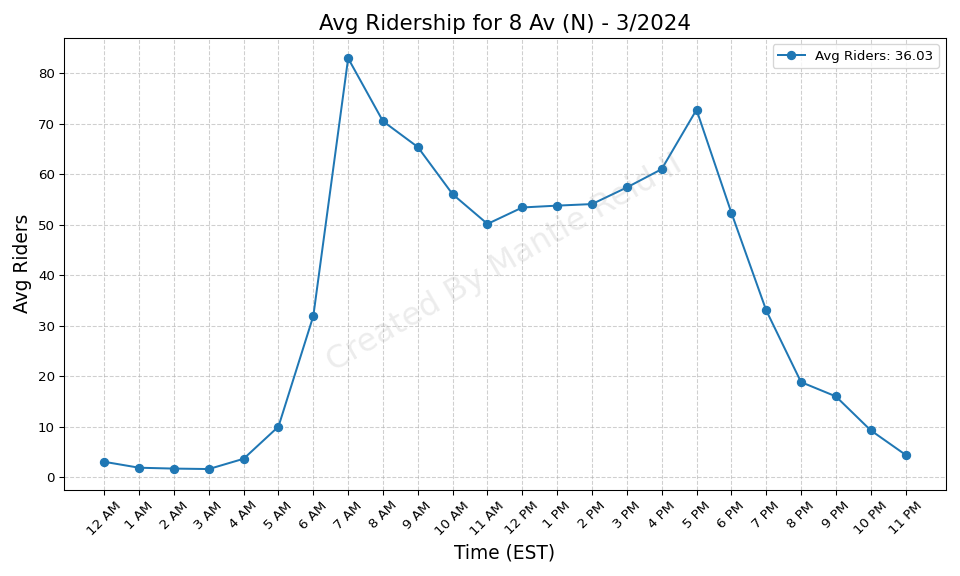 Avg Ridership for 8 Av (N) - 3/2024
Avg Riders: 36.03
Avg Riders
80
70
60
50
40
30
20
10
0
Created By Mantle Reid II
12 AM
1 AM
2 AM
3 AM
4 AM
5 AM
6 AM
7 AM
8 AM
9 AM
10 AM
11 AM
12 PM
1 PM
2 PM
3 PM
4 PM
5 PM
6 PM
7 PM
8 PM
9 PM
10 PM
11 PM
Time (EST)